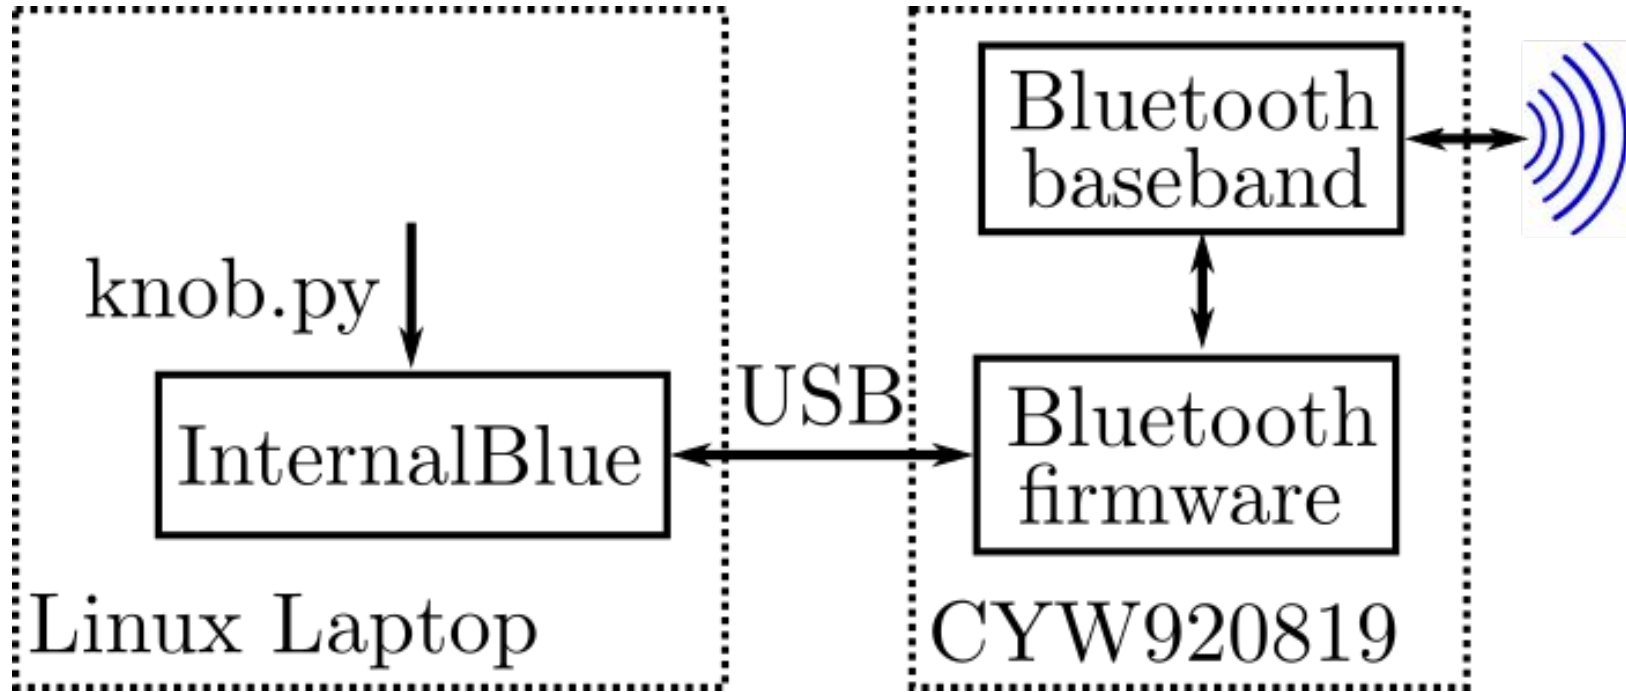 knob.py
InternalBlue
Linux Laptop
USB
Bluetooth
baseband
Bluetooth
firmware
CYW920819